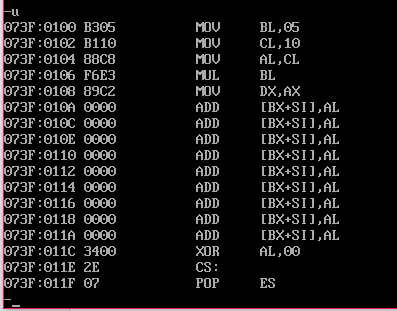 -u
073F:0100 B305 MOV BL,05
073F:0102 B110 MOV CL,10
073F:0104 88C8 MOV AL,CL
073F:0106 F6E3 MUL BL
073F:0108 89C2 MOV DX,AX
073F:010A 0000 ADD [BX+SI],AL
073F:010C 0000 ADD [BX+SI],AL
073F:010E 0000 ADD [BX+SI],AL
073F:0110 0000 ADD [BX+SI],AL
073F:0112 0000 ADD [BX+SI],AL
073F:0114 0000 ADD [BX+SI],AL
073F:0116 0000 ADD [BX+SI],AL
073F:0118 0000 ADD [BX+SI],AL
073F:011A 0000 ADD [BX+SI],AL
073F:011C 3400 XOR AL,00
073F:011E 2E CS:
073F:011F 07 POP ES
-_